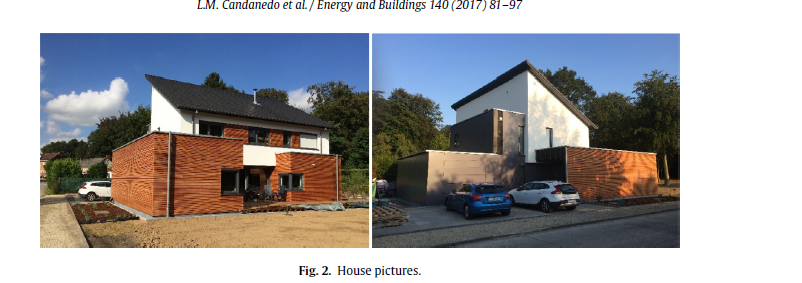 L.M. Candanedo et al. / Energy and Buildings 140 (2017) 81–97
Fig. 2. House pictures.